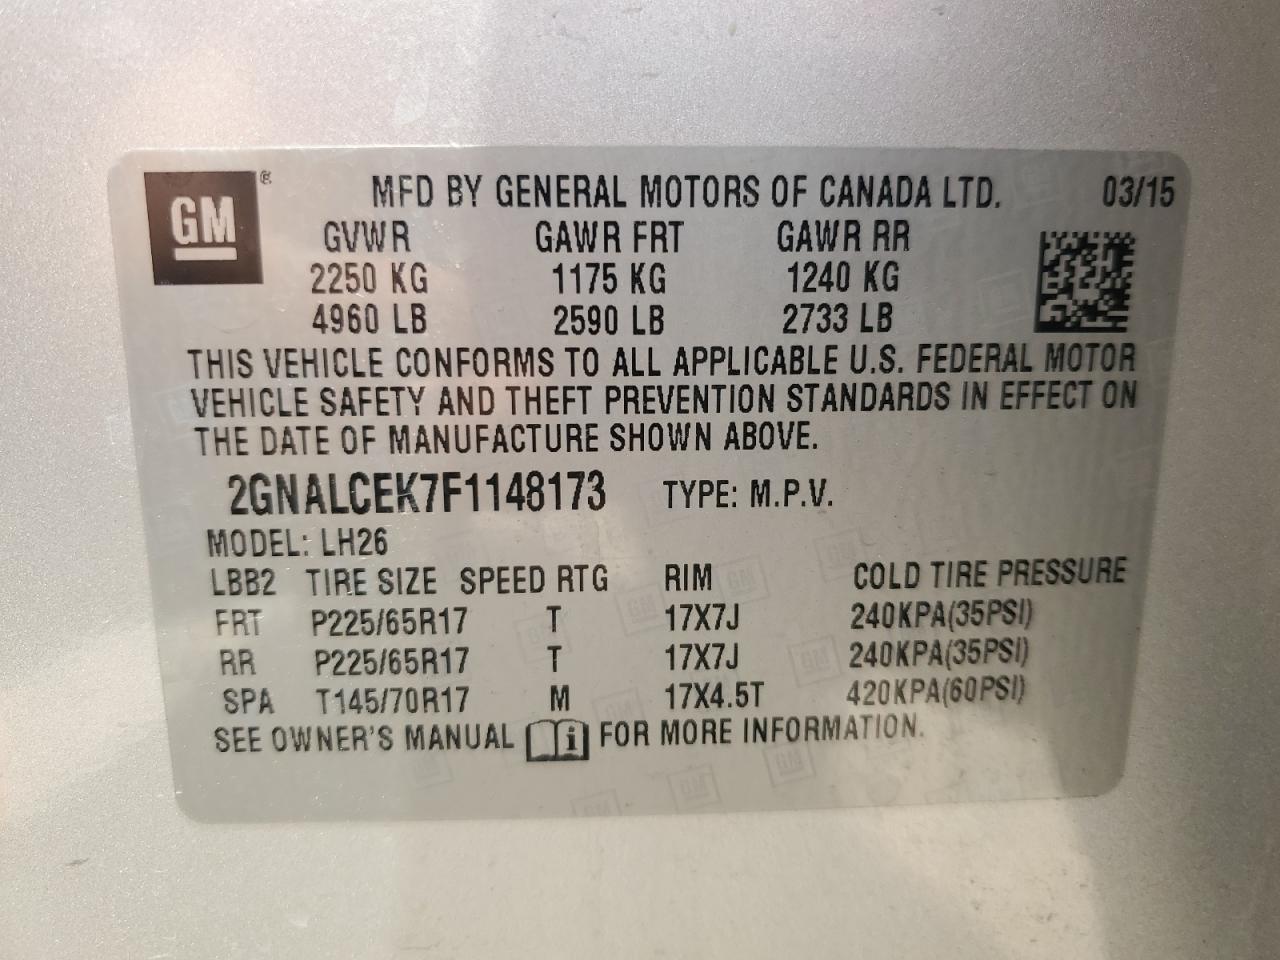 GM ® MFD BY GENERAL MOTORS OF CANADA LTD. 03/15
GVWR GAWR FRT GAWR RR
2250 KG 1175 KG 1240 KG
4960 LB 2590 LB 2733 LB
THIS VEHICLE CONFORMS TO ALL APPLICABLE U.S. FEDERAL MOTOR
VEHICLE SAFETY AND THEFT PREVENTION STANDARDS IN EFFECT ON
THE DATE OF MANUFACTURE SHOWN ABOVE.
2GNALCEK7F1148173 TYPE: M.P.V.
MODEL: LH26
LBB2 TIRE SIZE SPEED RTG RIM COLD TIRE PRESSURE
FRT P225/65R17 T 17X7J 240KPA(35PSI)
RR P225/65R17 T 17X7J 240KPA(35PSI)
SPA T145/70R17 M 17X4.5T 420KPA(60PSI)
SEE OWNER'S MANUAL i FOR MORE INFORMATION.